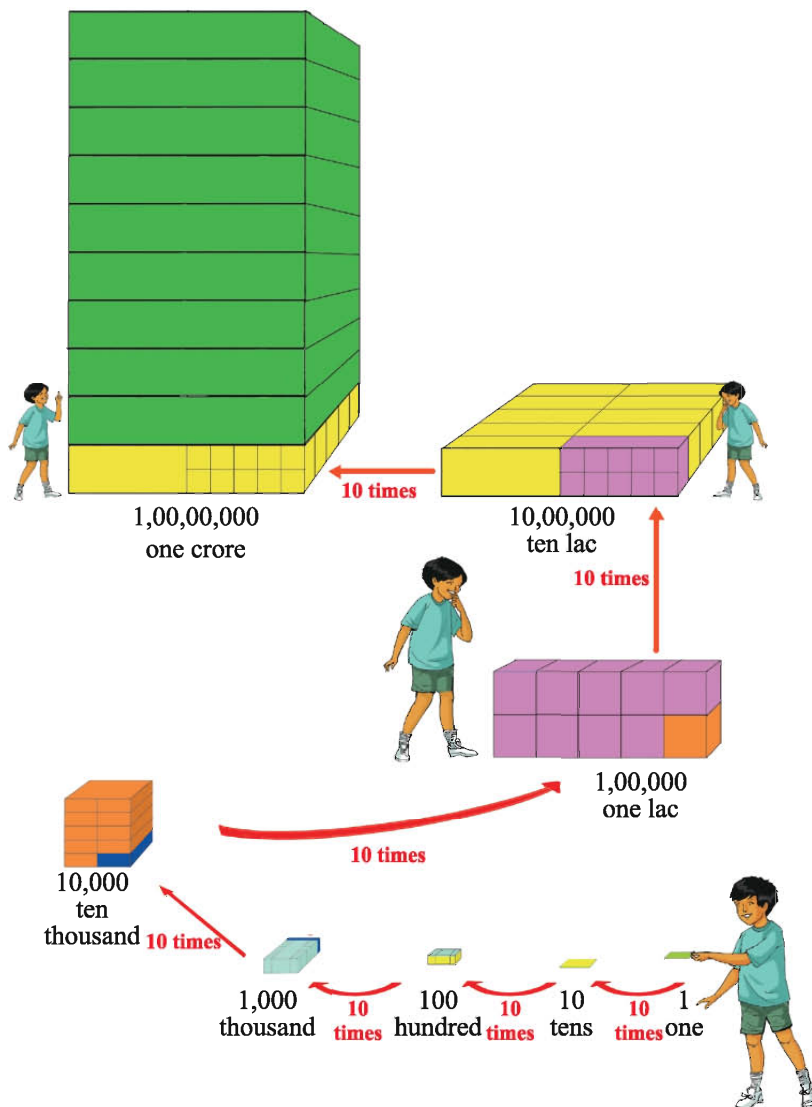 10 times
1,00,00,000
one crore
10,00,000
ten lac
10 times
1,00,000
one lac
10 times
10,000
ten
thousand
10 times
1,000
thousand
10
times
100
hundred
10
times
10
tens
10
times
1
one